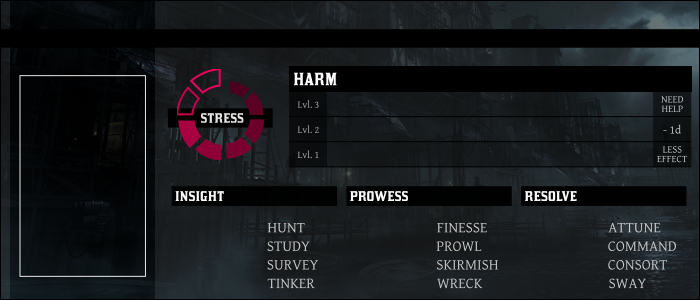 HARM
Lvl. 3
NEED
HELP
STRESS
Lvl. 2
- 1d
Lvl. 1
LESS
EFFECT
INSIGHT
PROWESS
RESOLVE
HUNT
FINESSE
ATTUNE
STUDY
PROWL
COMMAND
SURVEY
SKIRMISH
CONSORT
TINKER
WRECK
SWAY